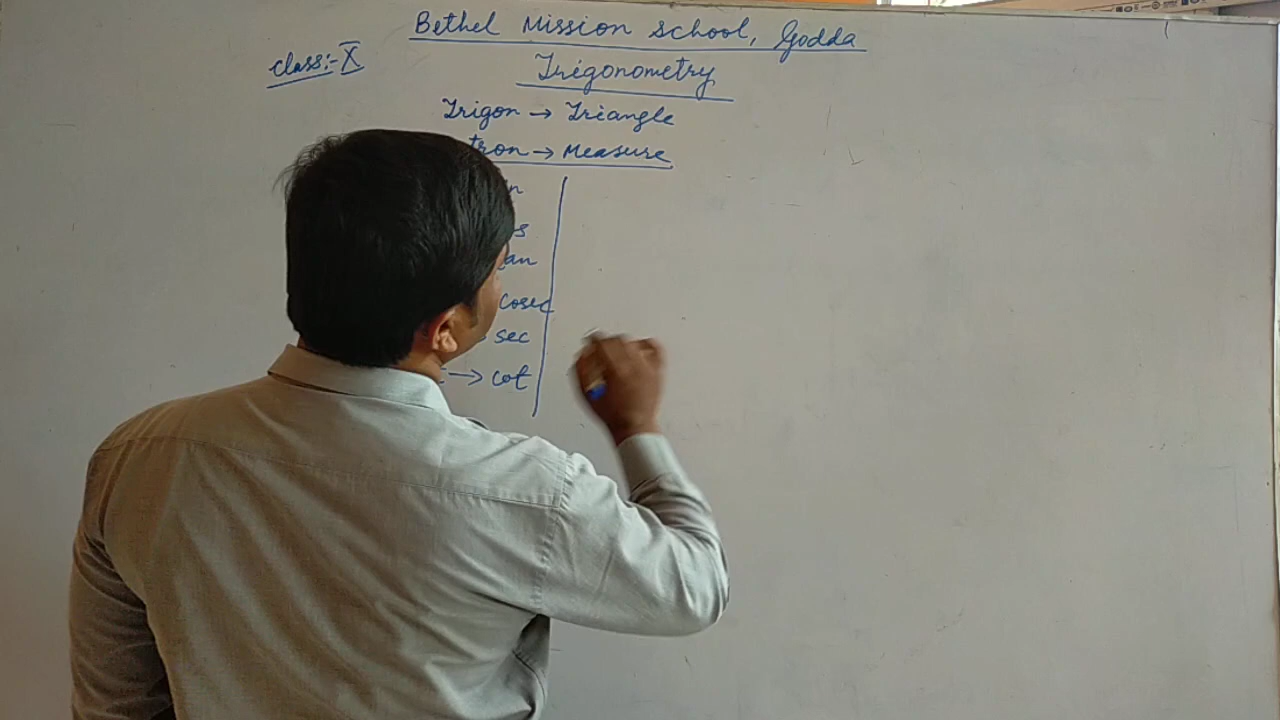 Bethel Mission School, Godda
Class:- X
Trigonometry
Trigon → Triangle
tron → Measure
n
s
an
cosec
sec
→ cot